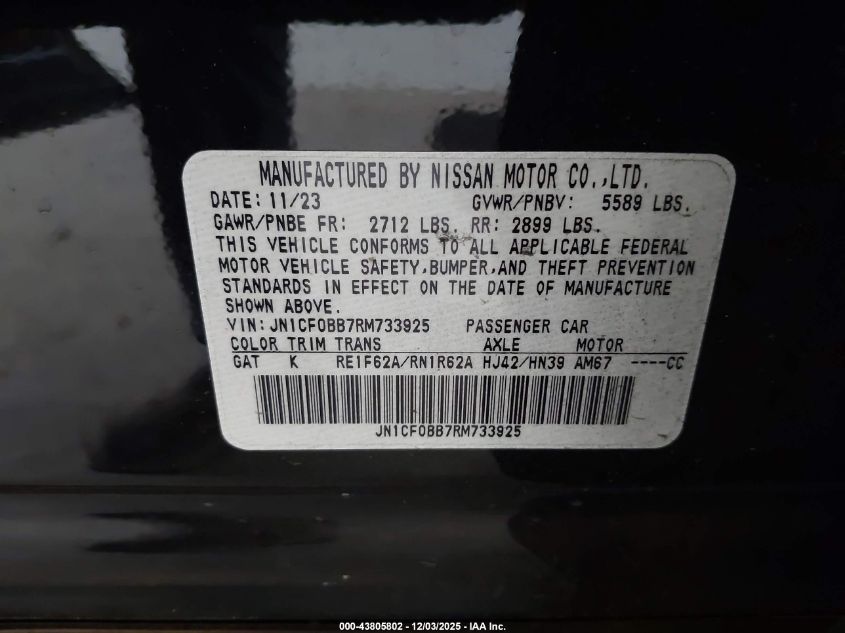 MANUFACTURED BY NISSAN MOTOR CO.,LTD.
DATE: 11/23 GVWR/PNBV: 5589 LBS.
GAWR/PNBE FR: 2712 LBS. RR: 2899 LBS.
THIS VEHICLE CONFORMS TO ALL APPLICABLE FEDERAL
MOTOR VEHICLE SAFETY,BUMPER,AND THEFT PREVENTION
STANDARDS IN EFFECT ON THE DATE OF MANUFACTURE
SHOWN ABOVE.
VIN:JN1CF0BB7RM733925 PASSENGER CAR
COLOR TRIM TRANS AXLE MOTOR
GAT K RE1F62A/RN1R62A HJ42/HN39 AM67 ----CC
JN1CF0BB7RM733925
000-43805802 - 12/03/2025 - IAA Inc.